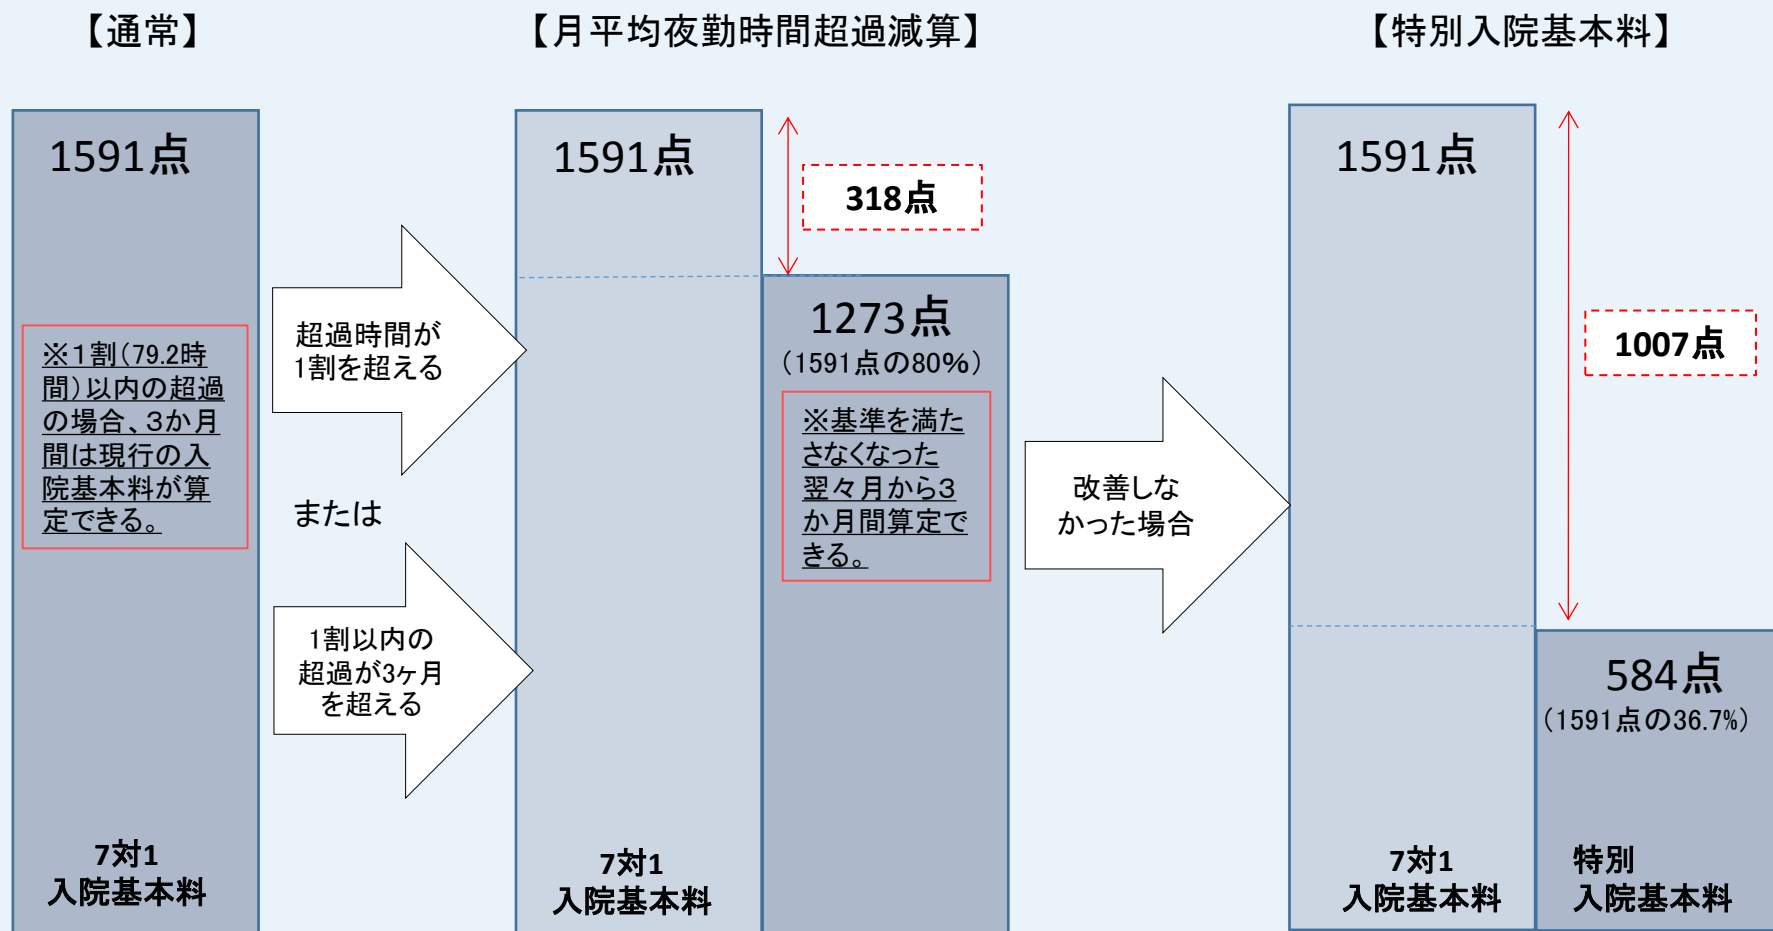 【通常】
【月平均夜勤時間超過減算】
【特別入院基本料】
1591点
※1割(79.2時
間)以内の超過
の場合、3か月
間は現行の入
院基本料が算
定できる。
7対1
入院基本料
超過時間が
1割を超える
または
1割以内の
超過が3ヶ月
を超える
1591点
318点
1273点
(1591点の80%)
※基準を満た
さなくなった
翌々月から3
か月間算定で
きる。
7対1
入院基本料
改善しな
かった場合
1591点
1007点
584点
(1591点の36.7%)
7対1
入院基本料
特別
入院基本料